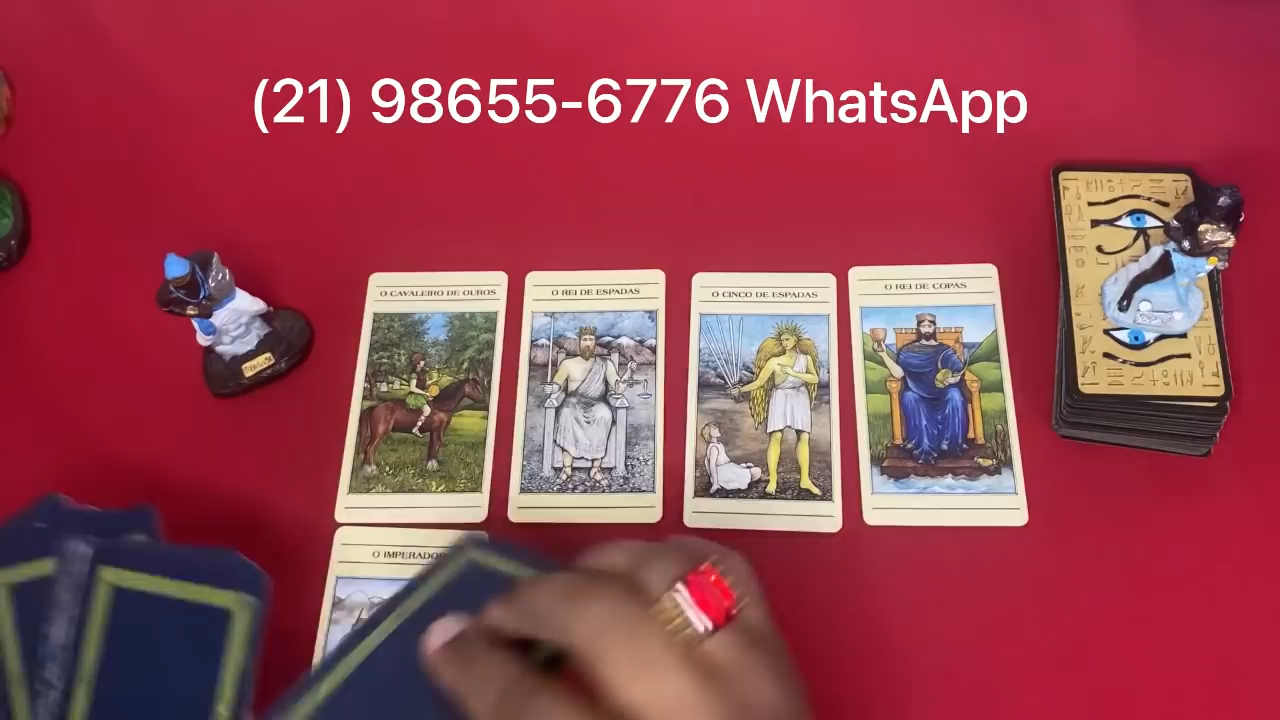 (21) 98655-6776 WhatsApp
O CAVALEIRO DE OUROS
O REI DE ESPADAS
O CINCO DE ESPADAS
O REI DE COPAS
O IMPERADOR